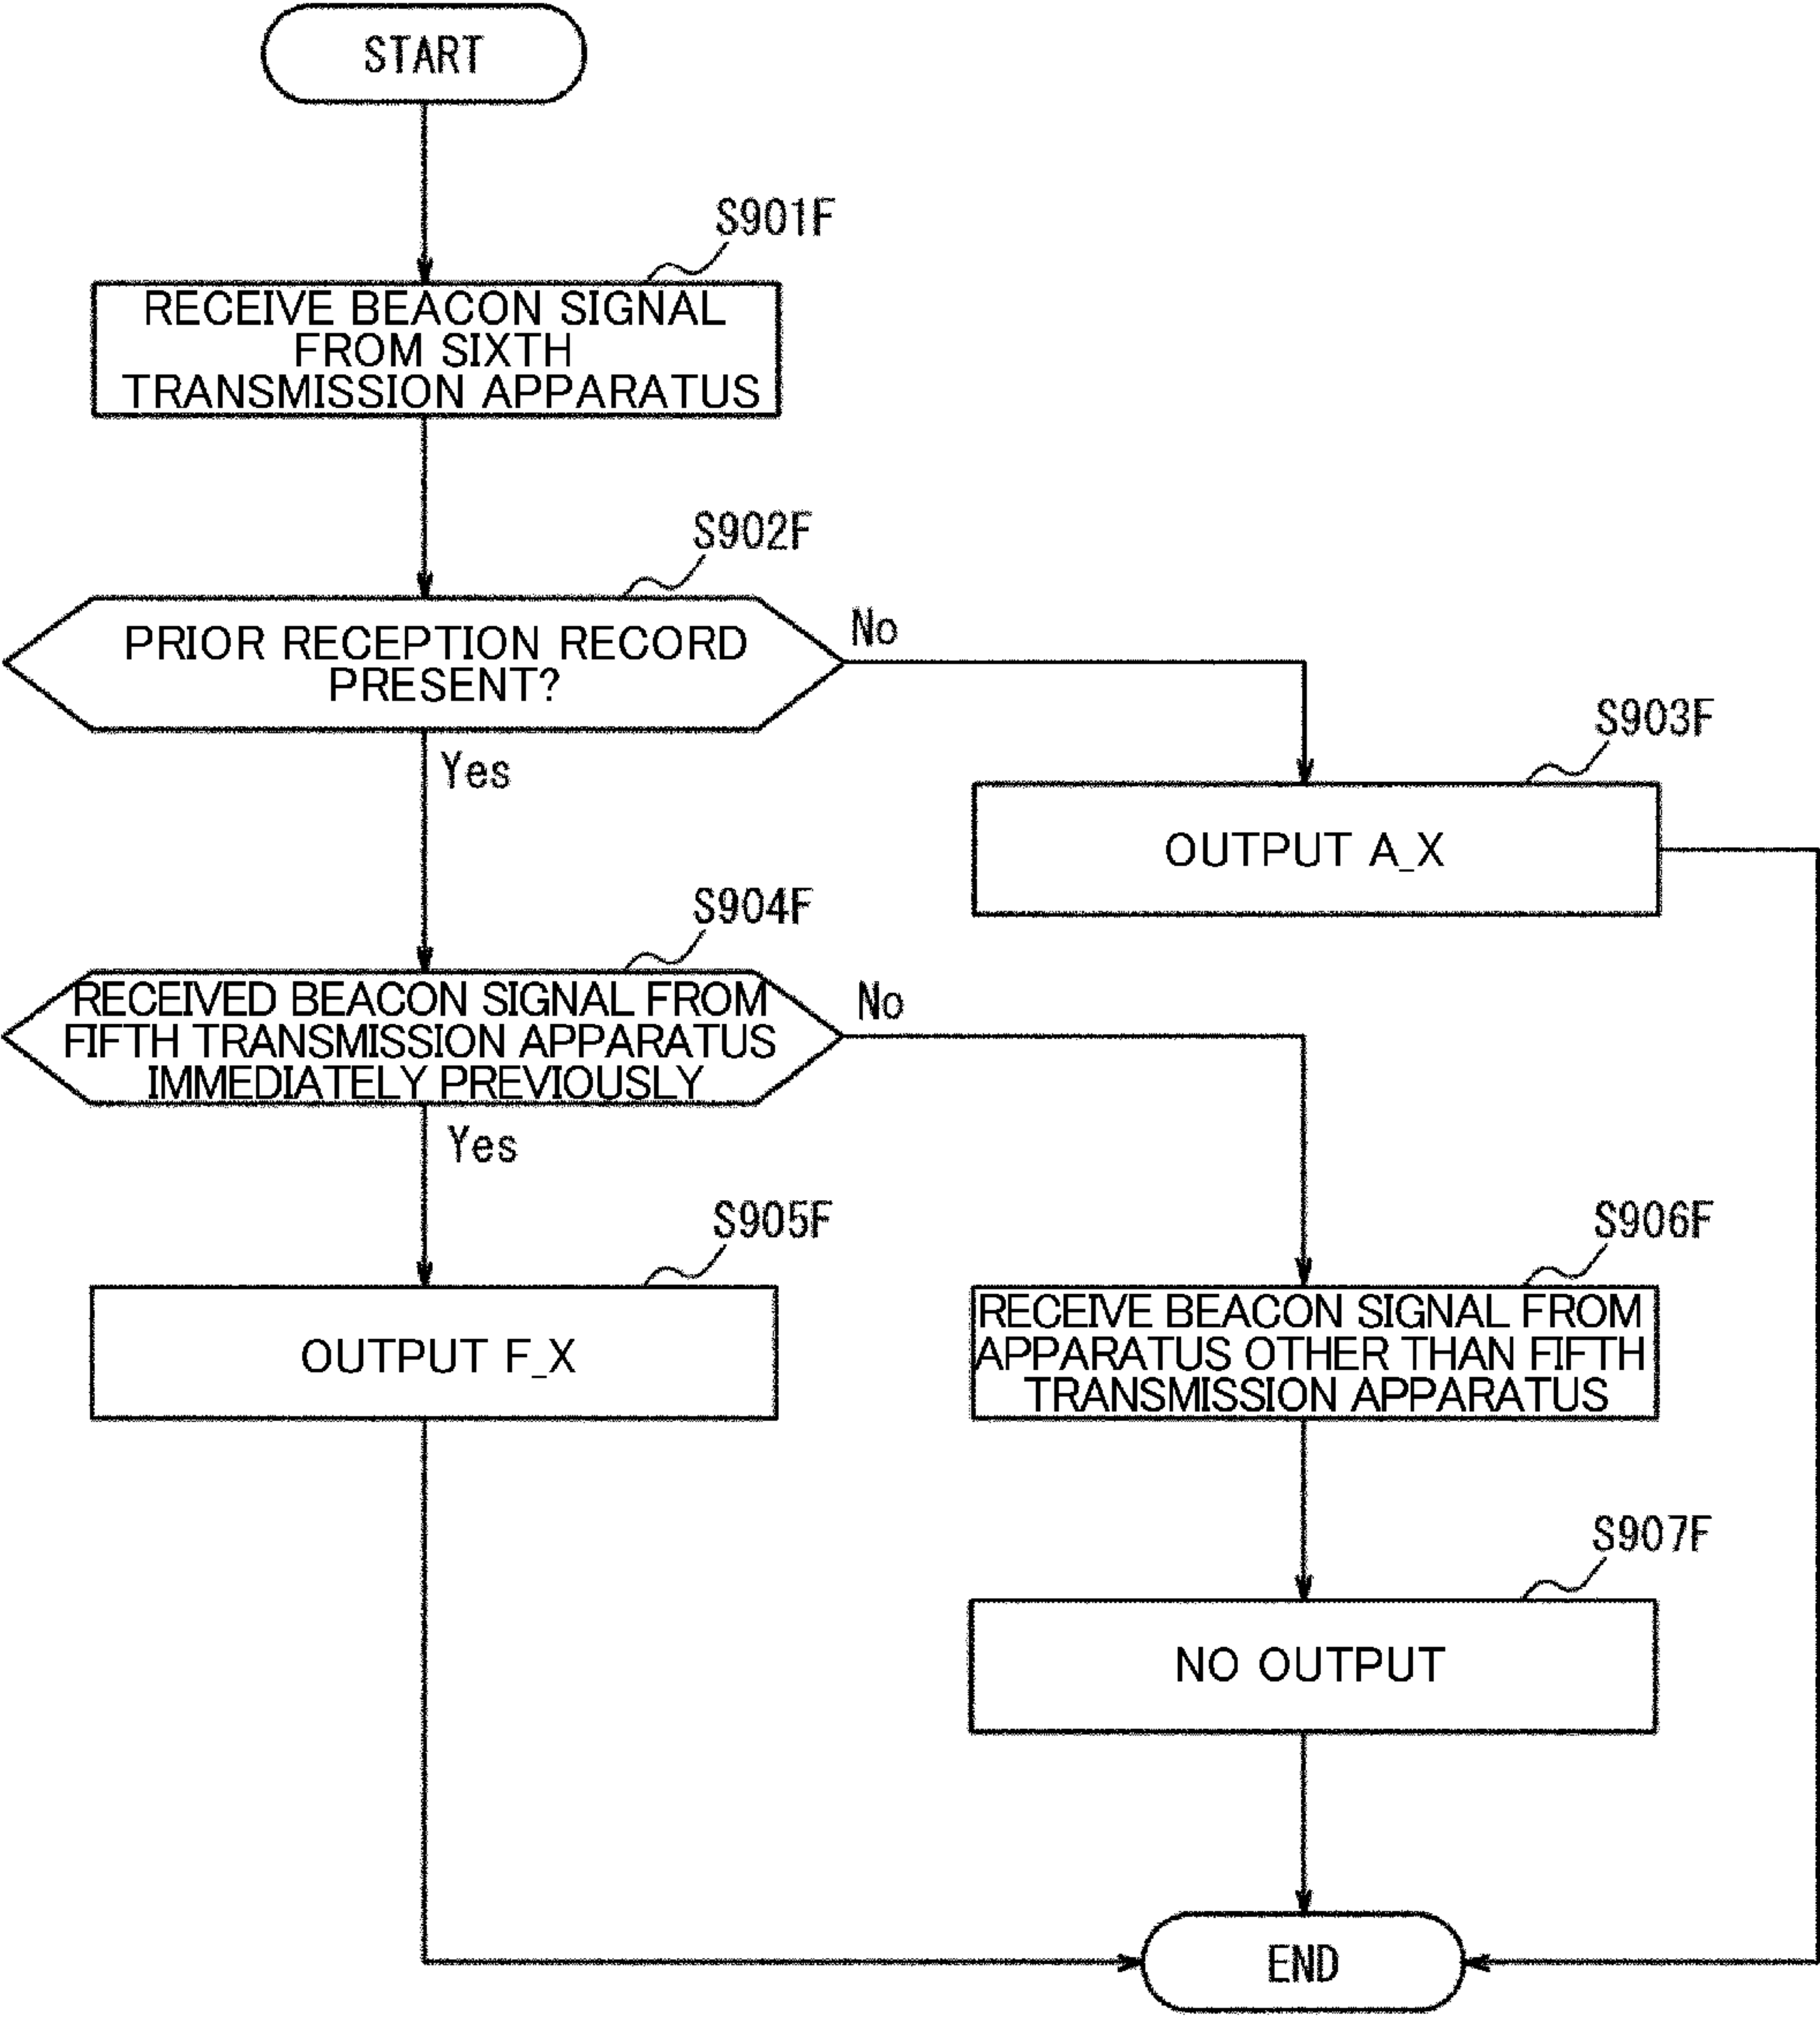 START
S901F
RECEIVE BEACON SIGNAL
FROM SIXTH
TRANSMISSION APPARATUS
S902F
PRIOR RECEPTION RECORD
PRESENT?
No
Yes
S903F
OUTPUT A_X
S904F
RECEIVED BEACON SIGNAL FROM
FIFTH TRANSMISSION APPARATUS
IMMEDIATELY PREVIOUSLY
No
Yes
S905F
OUTPUT F_X
S906F
RECEIVE BEACON SIGNAL FROM
APPARATUS OTHER THAN FIFTH
TRANSMISSION APPARATUS
S907F
NO OUTPUT
END